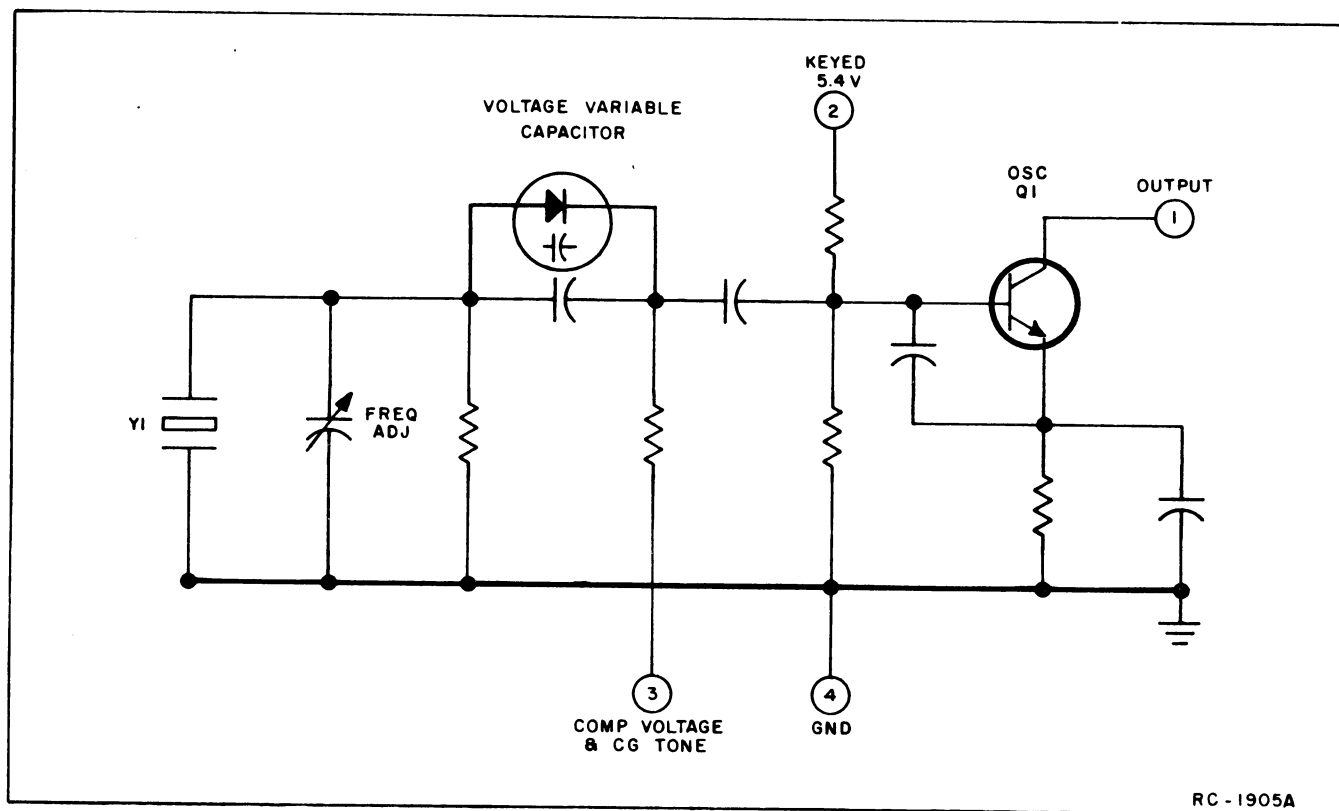 KEYED
5.4 V
2
VOLTAGE VARIABLE
CAPACITOR
OSC
Q1
OUTPUT
1
Y1
FREQ
ADJ
3
COMP VOLTAGE
& CG TONE
4
GND
RC-1905A